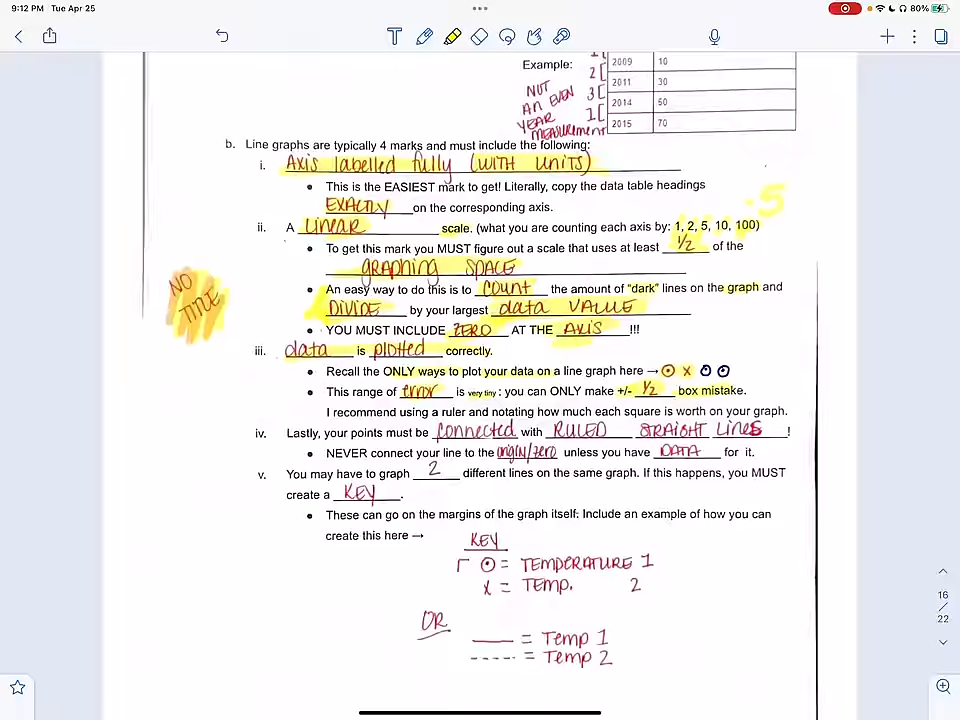 9:12 PM Tue Apr 25
80%
Example:
2009 10
2 2011 30
3 2014 50
1 2015 70
NOT
AN EVEN
YEAR
MEASUREMENT
b. Line graphs are typically 4 marks and must include the following:
i. Axis labelled fully (WITH UNITS)
This is the EASIEST mark to get! Literally, copy the data table headings
EXACTLY on the corresponding axis.
.5
ii. A LINEAR scale. (what you are counting each axis by: 1, 2, 5, 10, 100)
To get this mark you MUST figure out a scale that uses at least 1/2 of the
graphing SPACE
NO
TITLE
An easy way to do this is to COUNT the amount of "dark" lines on the graph and
DIVIDE by your largest data VALUE
YOU MUST INCLUDE ZERO AT THE AXIS !!!
iii. data is plotted correctly.
Recall the ONLY ways to plot your data on a line graph here → ⊙ x
This range of error is very tiny : you can ONLY make +/- 1/2 box mistake.
I recommend using a ruler and notating how much each square is worth on your graph.
iv. Lastly, your points must be connected with RULED STRAIGHT LINES !
NEVER connect your line to the origin/zero unless you have DATA for it.
v. You may have to graph 2 different lines on the same graph. If this happens, you MUST
create a KEY.
These can go on the margins of the graph itself: Include an example of how you can
create this here →
KEY
⊙ = TEMPERATURE 1
x = TEMP. 2
OR
= Temp 1
= Temp 2
16
/
22